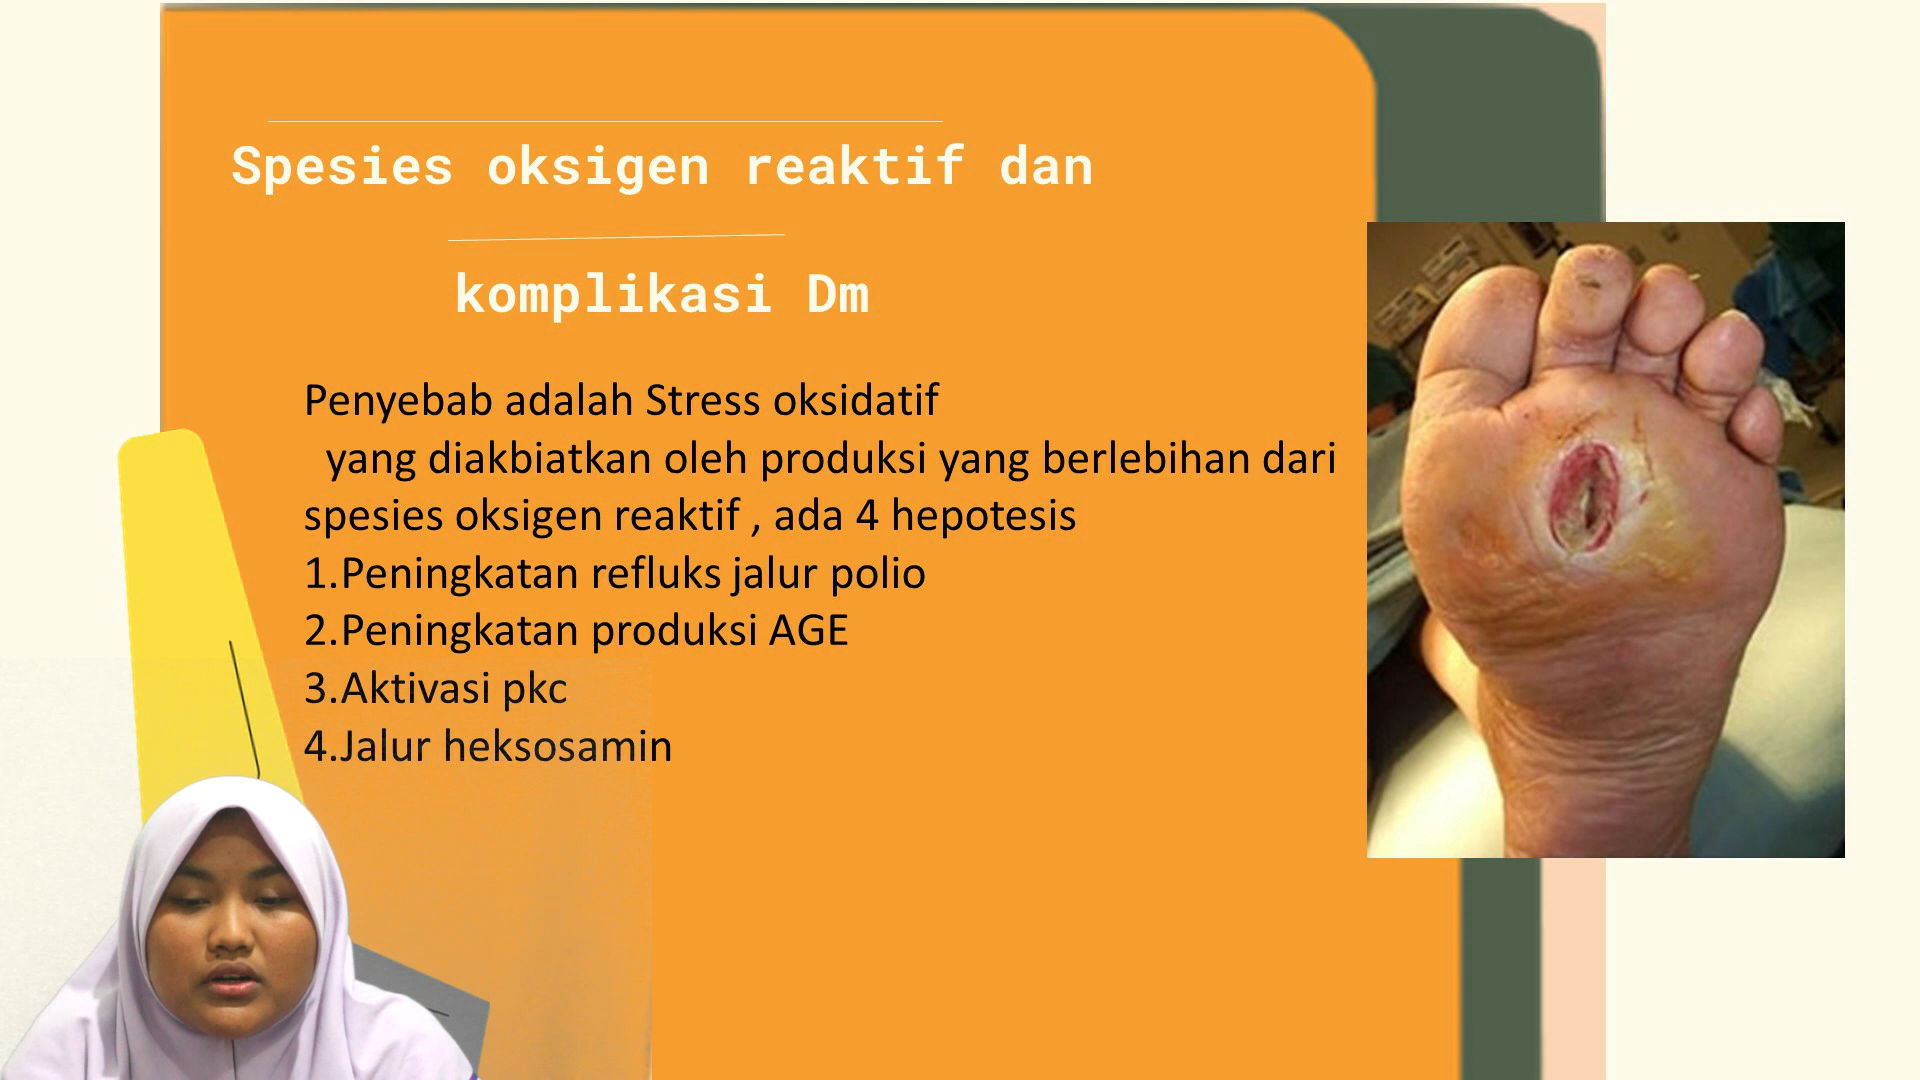 Spesies oksigen reaktif dan
komplikasi Dm
Penyebab adalah Stress oksidatif
yang diakbiatkan oleh produksi yang berlebihan dari
spesies oksigen reaktif , ada 4 hepotesis
1.Peningkatan refluks jalur polio
2.Peningkatan produksi AGE
3.Aktivasi pkc
4.Jalur heksosamin